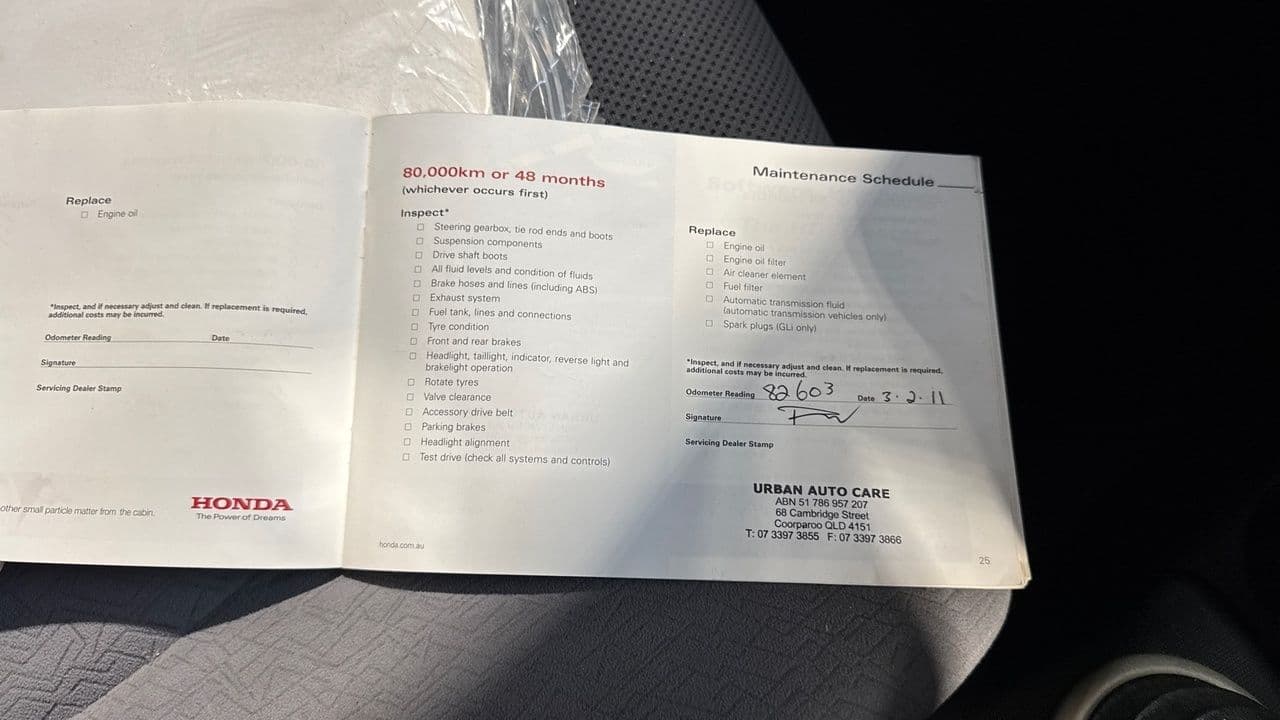 Replace
☐ Engine oil
*Inspect, and if necessary adjust and clean. If replacement is required,
additional costs may be incurred.
Odometer Reading Date
Signature
Servicing Dealer Stamp
other small particle matter from the cabin.
HONDA
The Power of Dreams
80,000km or 48 months
(whichever occurs first)
Inspect*
☐ Steering gearbox, tie rod ends and boots
☐ Suspension components
☐ Drive shaft boots
☐ All fluid levels and condition of fluids
☐ Brake hoses and lines (including ABS)
☐ Exhaust system
☐ Fuel tank, lines and connections
☐ Tyre condition
☐ Front and rear brakes
☐ Headlight, taillight, indicator, reverse light and
brakelight operation
☐ Rotate tyres
☐ Valve clearance
☐ Accessory drive belt
☐ Parking brakes
☐ Headlight alignment
☐ Test drive (check all systems and controls)
honda.com.au
Maintenance Schedule
Replace
☐ Engine oil
☐ Engine oil filter
☐ Air cleaner element
☐ Fuel filter
☐ Automatic transmission fluid
(automatic transmission vehicles only)
☐ Spark plugs (GLi only)
*Inspect, and if necessary adjust and clean. If replacement is required,
additional costs may be incurred.
Odometer Reading 82603 Date 3.2.11
Signature
Servicing Dealer Stamp
URBAN AUTO CARE
ABN 51 786 957 207
68 Cambridge Street
Coorparoo QLD 4151
T: 07 3397 3855 F: 07 3397 3866
25